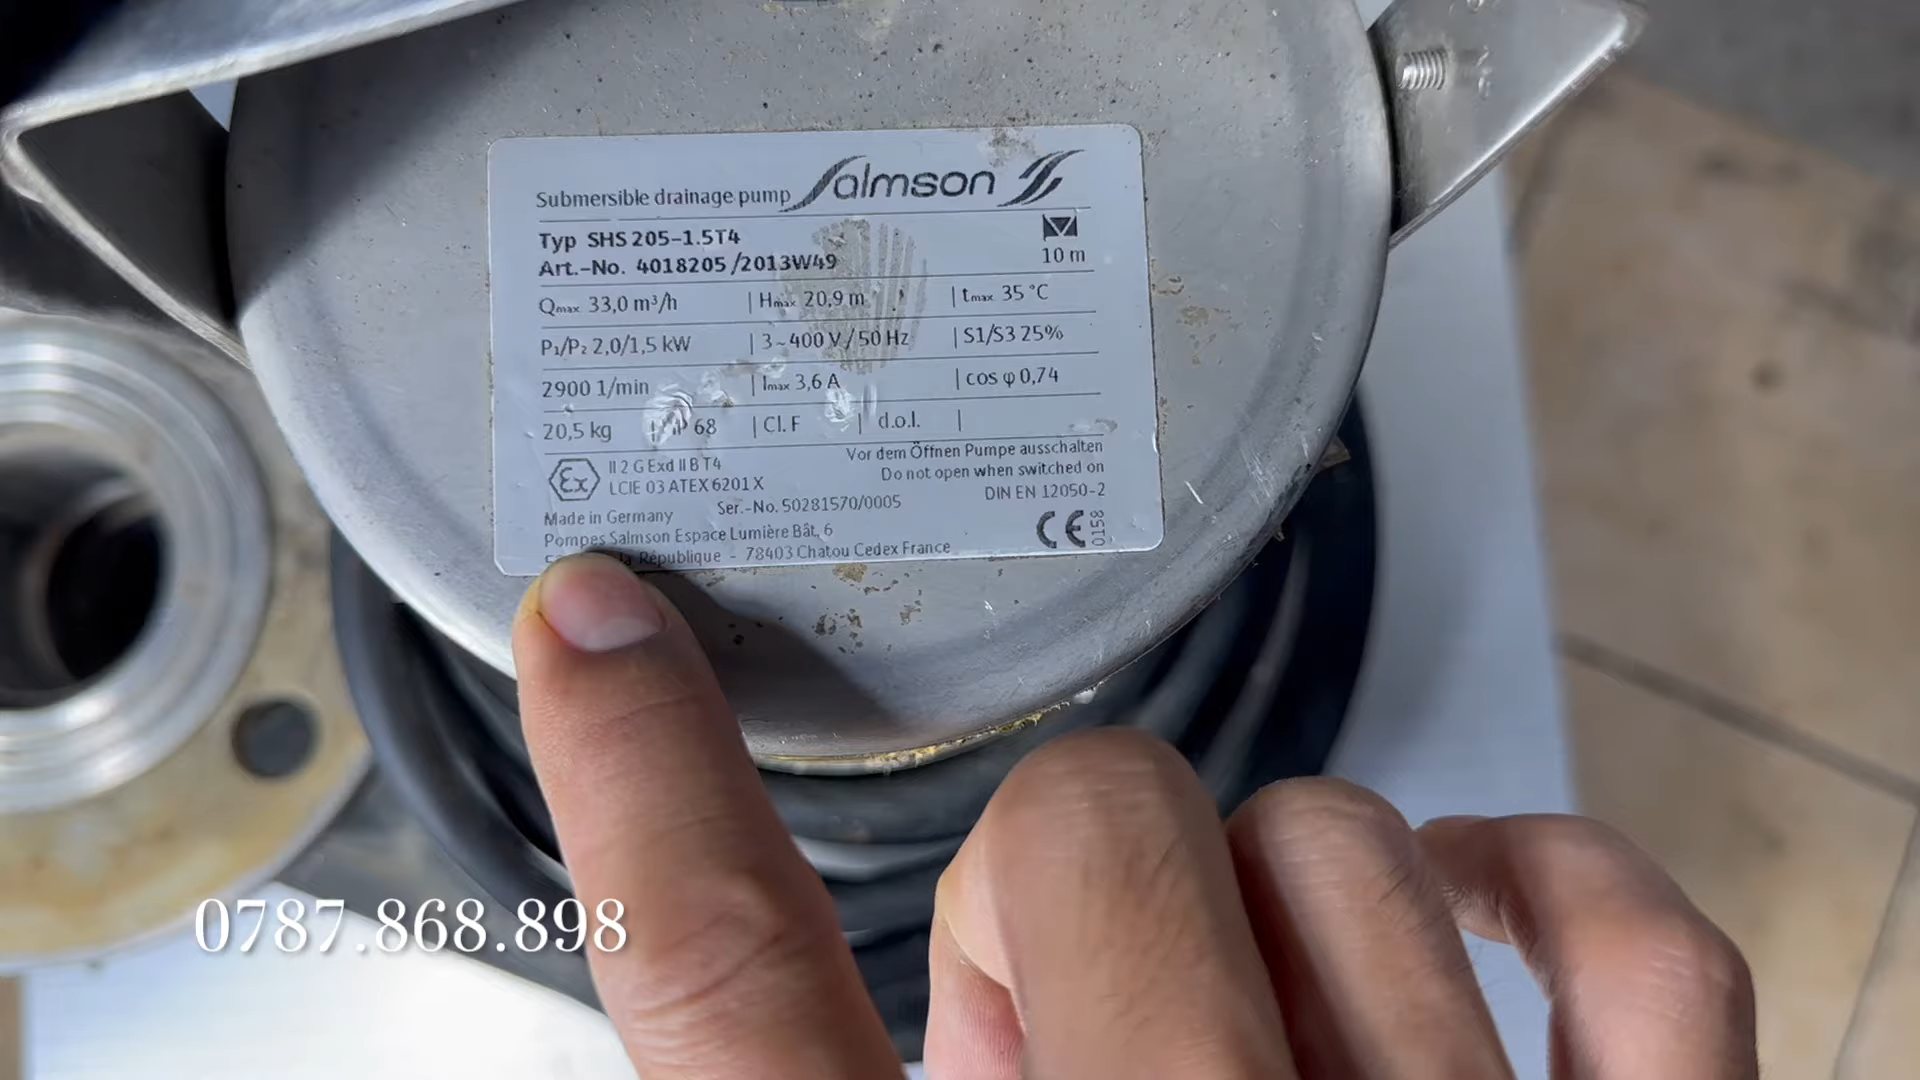 Submersible drainage pump Salmson
Typ SHS 205-1.5T4
Art.-No. 4018205/2013W49
10 m
Qmax 33,0 m³/h | Hmax 20,9 m | tmax 35 °C
P1/P2 2,0/1,5 kW | 3~400 V / 50 Hz | S1/S3 25%
2900 1/min | Imax 3,6 A | cos φ 0,74
20,5 kg | 68 | Cl. F | d.o.l. |
Ex II 2 G Exd II B T4
LCIE 03 ATEX 6201 X
Vor dem Öffnen Pumpe ausschalten
Do not open when switched on
Ser.-No. 50281570/0005
DIN EN 12050-2
Made in Germany
Pompes Salmson Espace Lumière Bât. 6
la République - 78403 Chatou Cedex France
CE 0158
0787.868.898